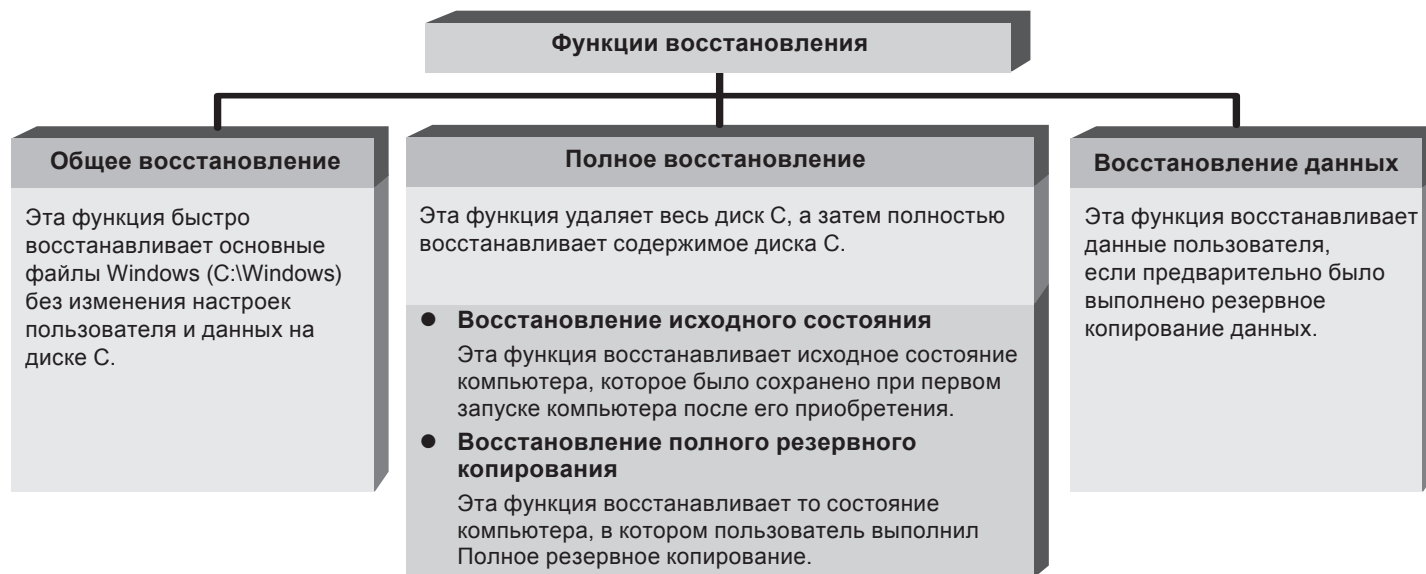 Функции восстановления
Общее восстановление
Эта функция быстро
восстанавливает основные
файлы Windows (C:\Windows)
без изменения настроек
пользователя и данных на
диске C.
Полное восстановление
Эта функция удаляет весь диск C, а затем полностью
восстанавливает содержимое диска C.
● Восстановление исходного состояния
Эта функция восстанавливает исходное состояние
компьютера, которое было сохранено при первом
запуске компьютера после его приобретения.
● Восстановление полного резервного
копирования
Эта функция восстанавливает то состояние
компьютера, в котором пользователь выполнил
Полное резервное копирование.
Восстановление данных
Эта функция восстанавливает
данные пользователя,
если предварительно было
выполнено резервное
копирование данных.